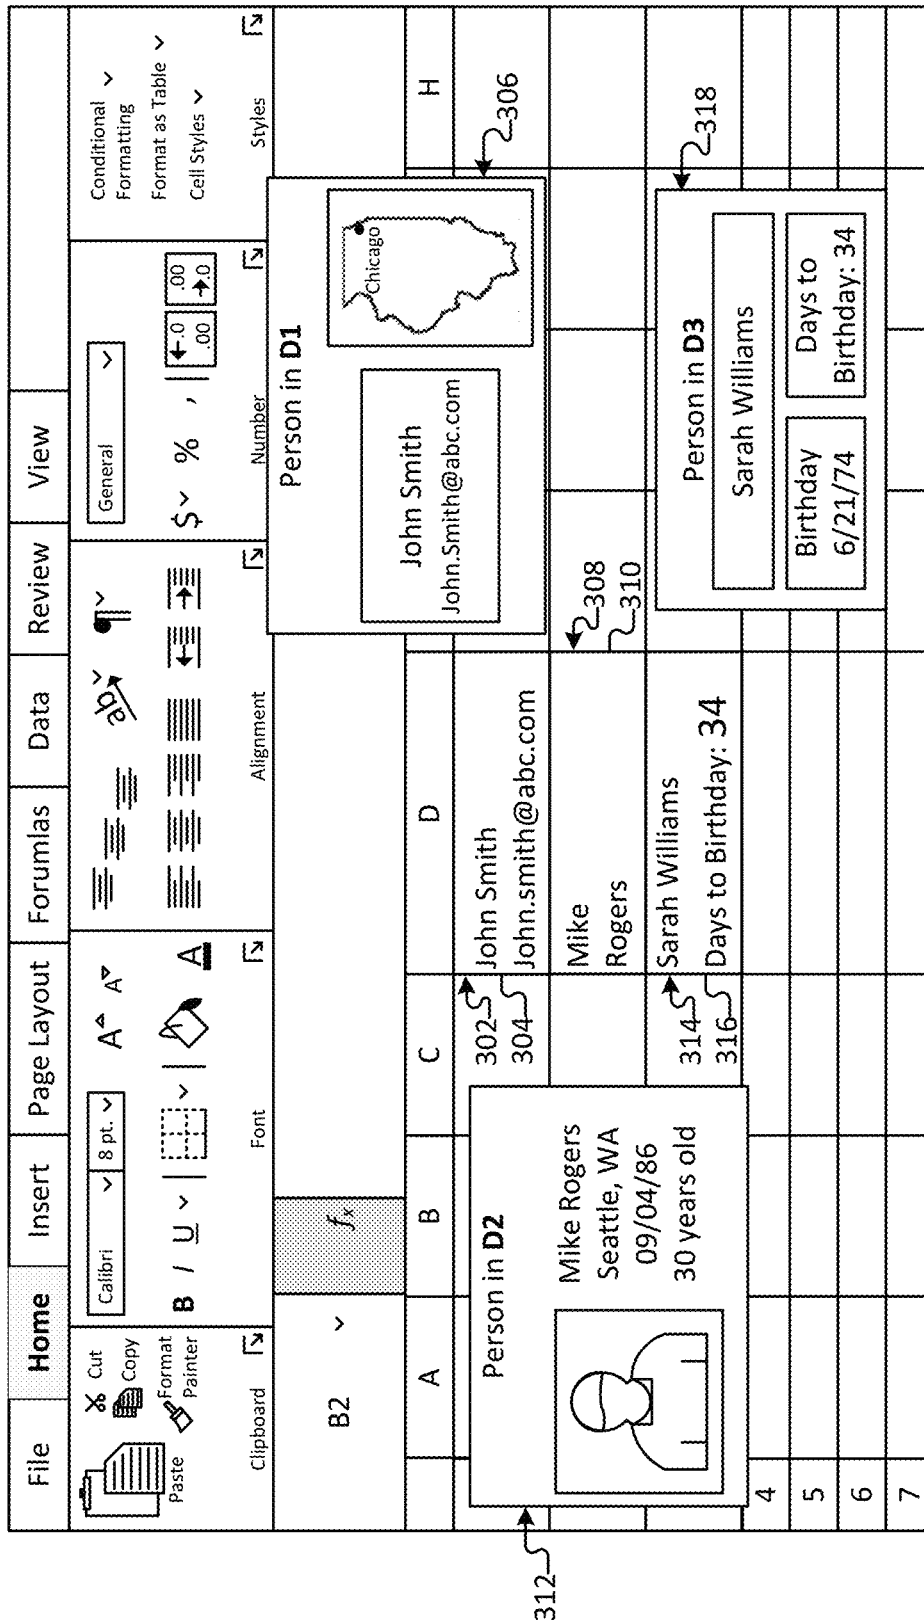 File
Home
Insert
Page Layout
Forumlas
Data
Review
View
Paste
Cut
Copy
Format
Painter
Clipboard
Calibri
8 pt.
A
A
B I U
A
Font
ab
Alignment
General
$ % ,
.0
.00
.00
.0
Number
Conditional
Formatting
Format as Table
Cell Styles
Styles
B2
fx
A
B
C
D
H
4
5
6
7
302
John Smith
304
John.smith@abc.com
Mike
Rogers
308
310
314
Sarah Williams
316
Days to Birthday: 34
Person in D1
John Smith
John.Smith@abc.com
Chicago
306
312
Person in D2
Mike Rogers
Seattle, WA
09/04/86
30 years old
Person in D3
Sarah Williams
Birthday
6/21/74
Days to
Birthday: 34
318